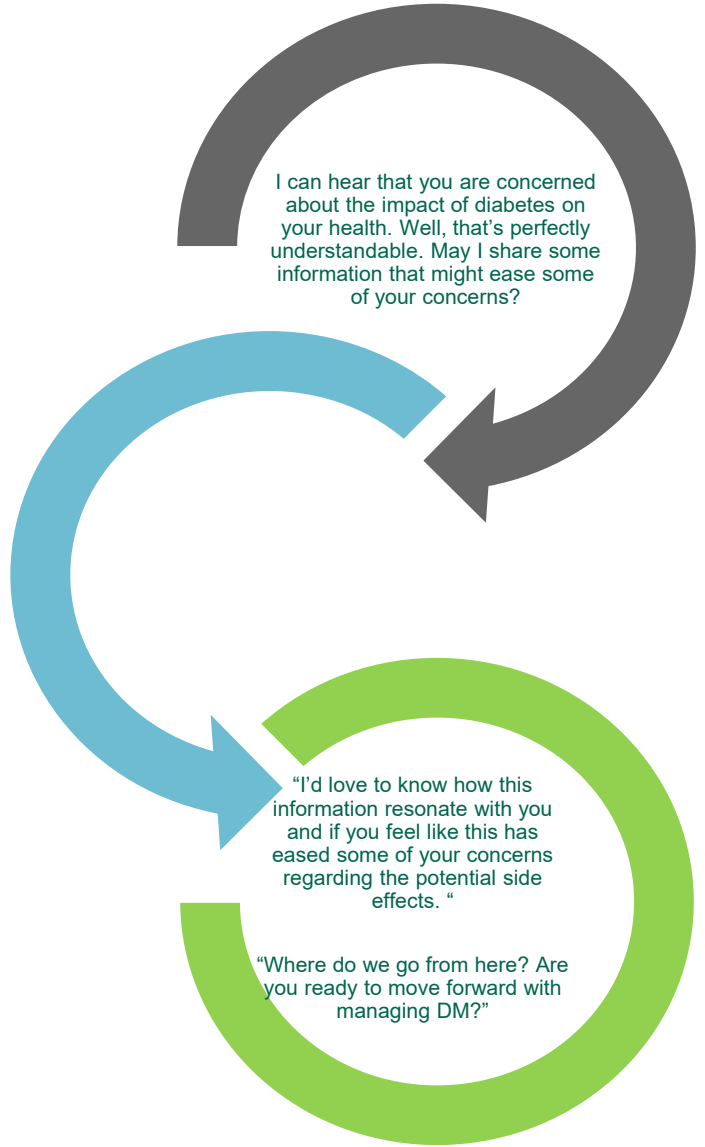 I can hear that you are concerned
about the impact of diabetes on
your health. Well, that’s perfectly
understandable. May I share some
information that might ease some
of your concerns?
“I’d love to know how this
information resonate with you
and if you feel like this has
eased some of your concerns
regarding the potential side
effects. “
“Where do we go from here? Are
you ready to move forward with
managing DM?”